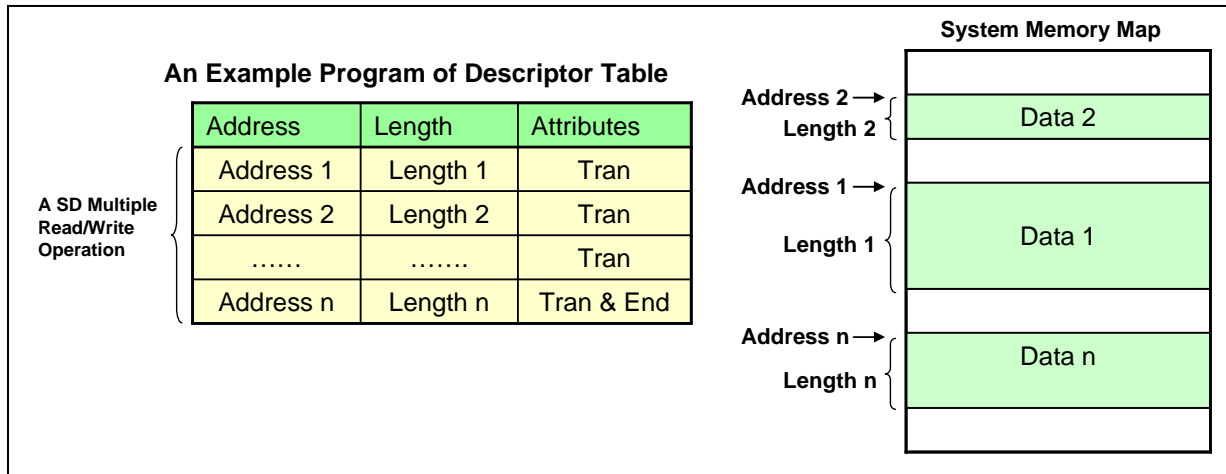 An Example Program of Descriptor Table
Address Length Attributes
Address 1 Length 1 Tran
Address 2 Length 2 Tran
…… ……. Tran
Address n Length n Tran & End
A SD Multiple
Read/Write
Operation
System Memory Map
Address 2
Length 2
Data 2
Address 1
Length 1
Data 1
Address n
Length n
Data n